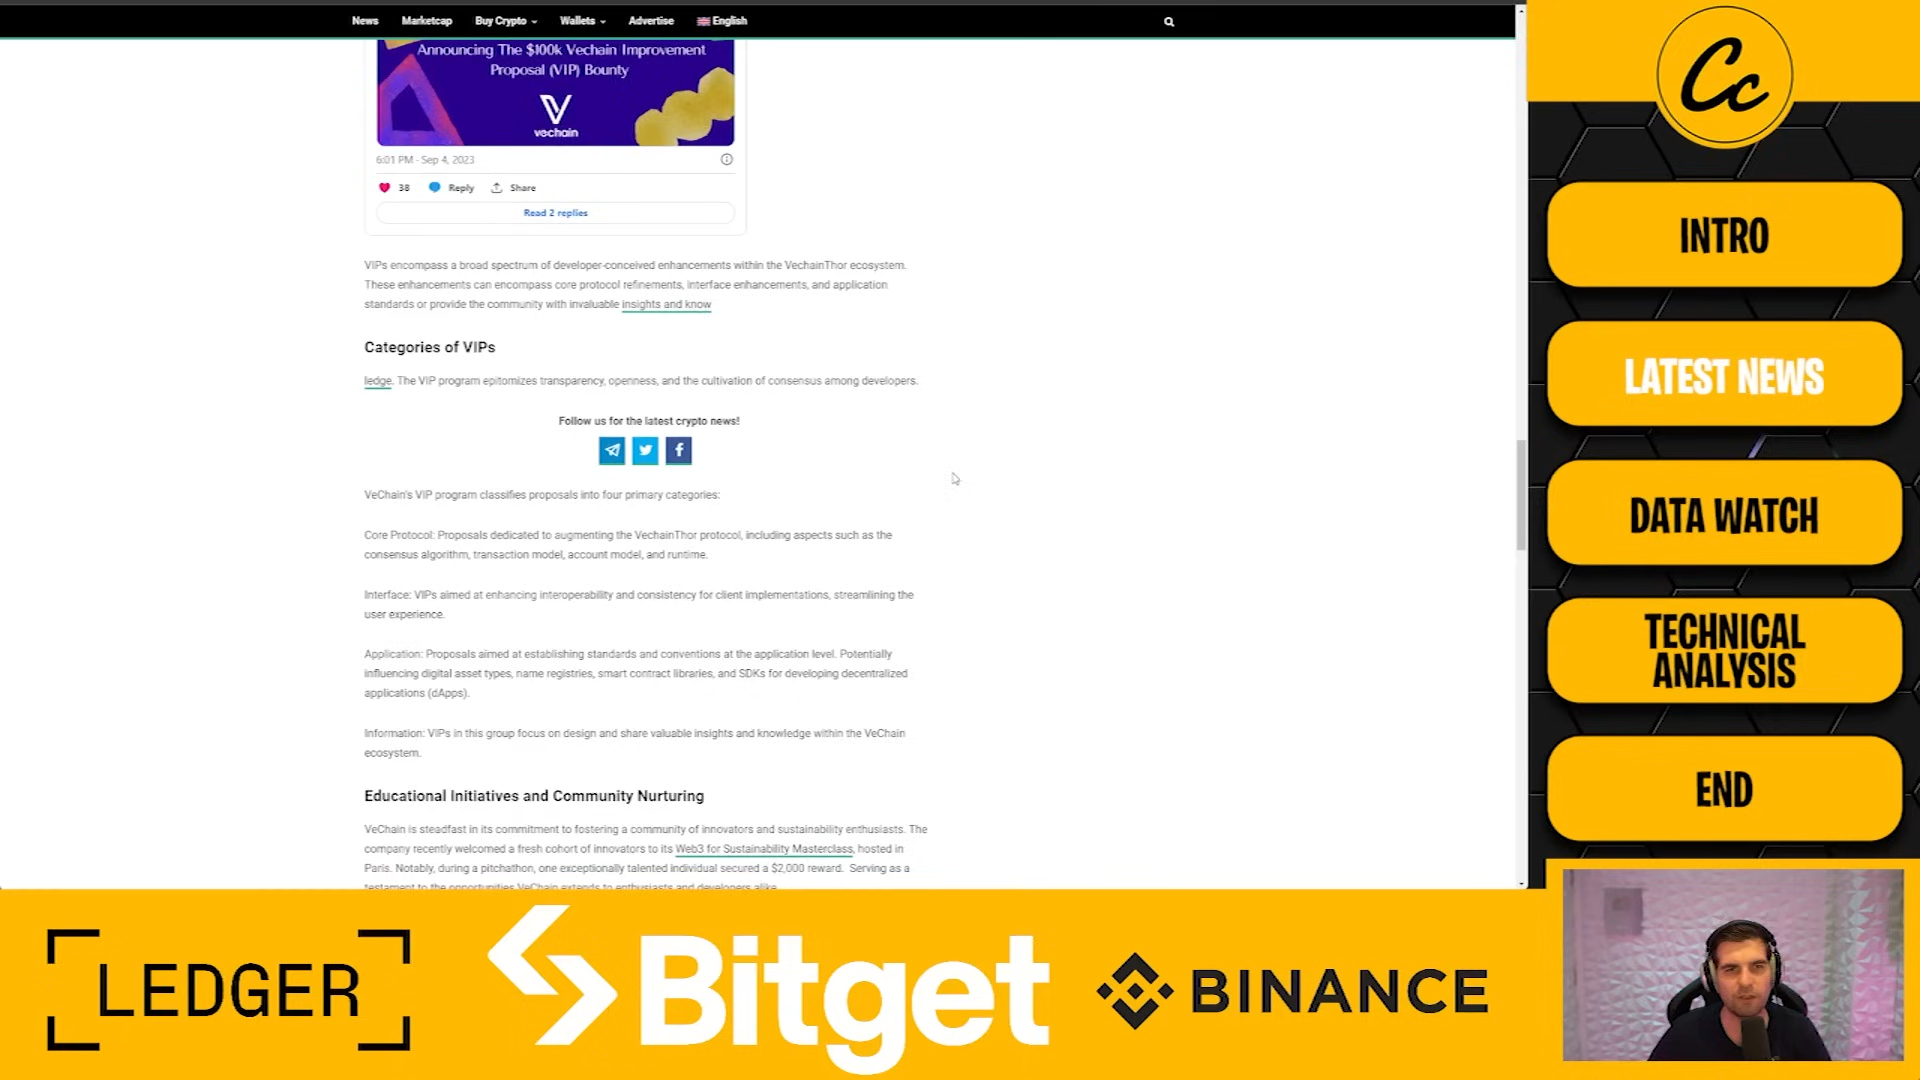 News Marketcap Buy Crypto Wallets Advertise English
Announcing The $100k Vechain Improvement
Proposal (VIP) Bounty
vechain
6:01 PM · Sep 4, 2023
38 Reply Share
Read 2 replies
VIPs encompass a broad spectrum of developer-conceived enhancements within the VechainThor ecosystem.
These enhancements can encompass core protocol refinements, interface enhancements, and application
standards or provide the community with invaluable insights and know
Categories of VIPs
ledge. The VIP program epitomizes transparency, openness, and the cultivation of consensus among developers.
Follow us for the latest crypto news!
VeChain's VIP program classifies proposals into four primary categories:
Core Protocol: Proposals dedicated to augmenting the VechainThor protocol, including aspects such as the
consensus algorithm, transaction model, account model, and runtime.
Interface: VIPs aimed at enhancing interoperability and consistency for client implementations, streamlining the
user experience.
Application: Proposals aimed at establishing standards and conventions at the application level. Potentially
influencing digital asset types, name registries, smart contract libraries, and SDKs for developing decentralized
applications (dApps).
Information: VIPs in this group focus on design and share valuable insights and knowledge within the VeChain
ecosystem.
Educational Initiatives and Community Nurturing
VeChain is steadfast in its commitment to fostering a community of innovators and sustainability enthusiasts. The
company recently welcomed a fresh cohort of innovators to its Web3 for Sustainability Masterclass, hosted in
Paris. Notably, during a pitchathon, one exceptionally talented individual secured a $2,000 reward. Serving as a
testament to the opportunities VeChain extends to enthusiasts and developers alike.
Cc
INTRO
LATEST NEWS
DATA WATCH
TECHNICAL
ANALYSIS
END
LEDGER
Bitget
BINANCE